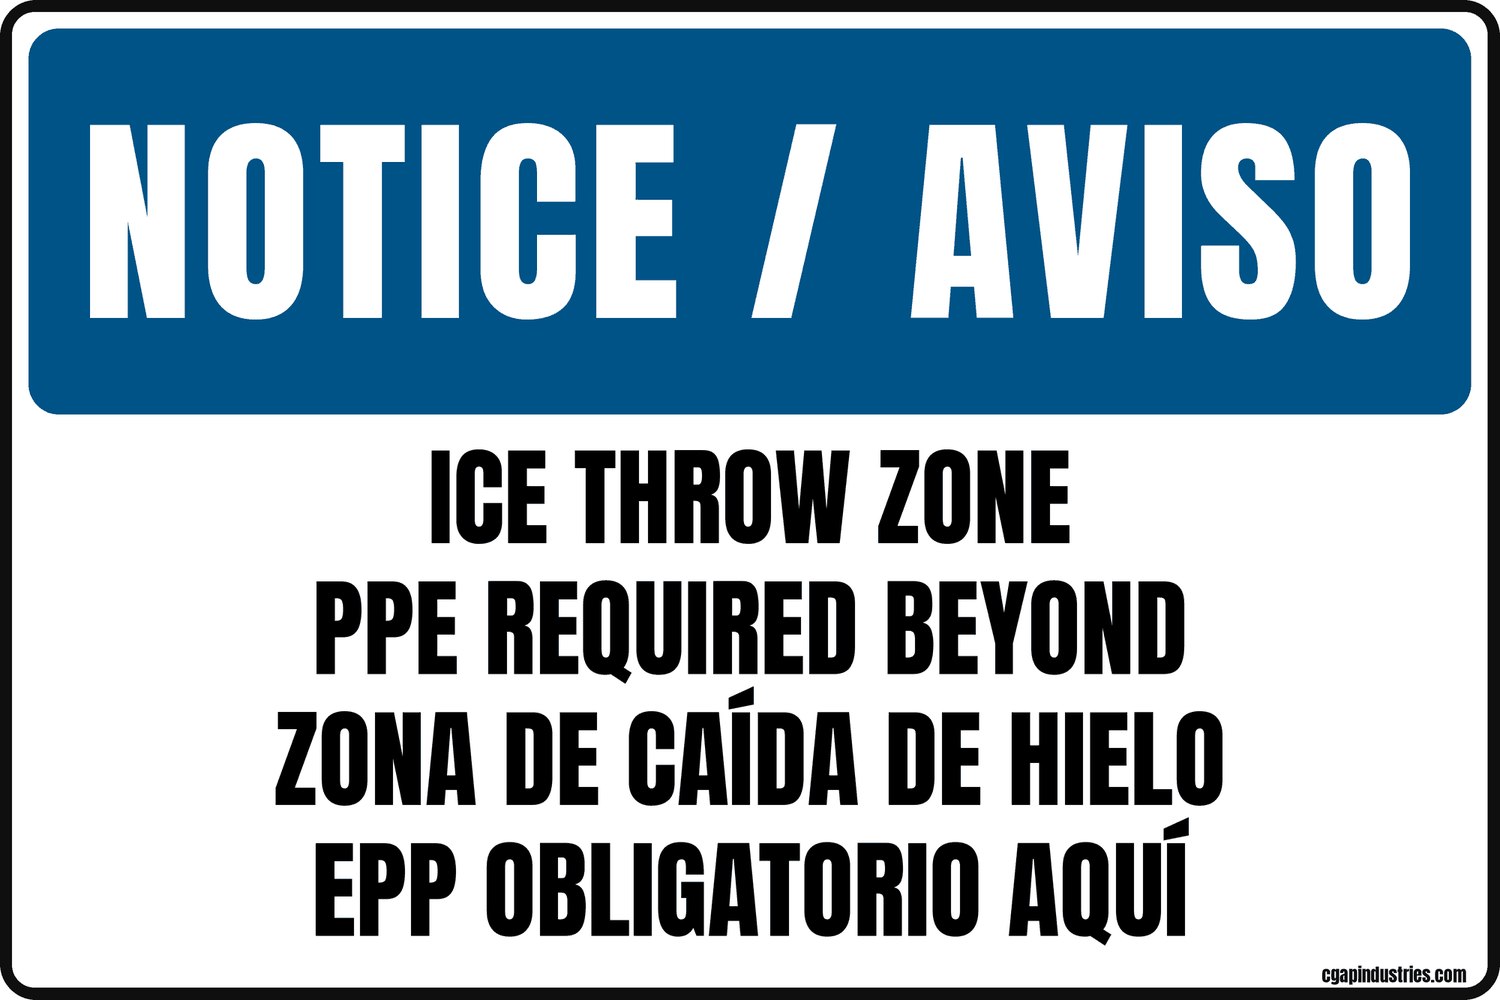 NOTICE / AVISO
ICE THROW ZONE
PPE REQUIRED BEYOND
ZONA DE CAÍDA DE HIELO
EPP OBLIGATORIO AQUÍ
cgapindustries.com